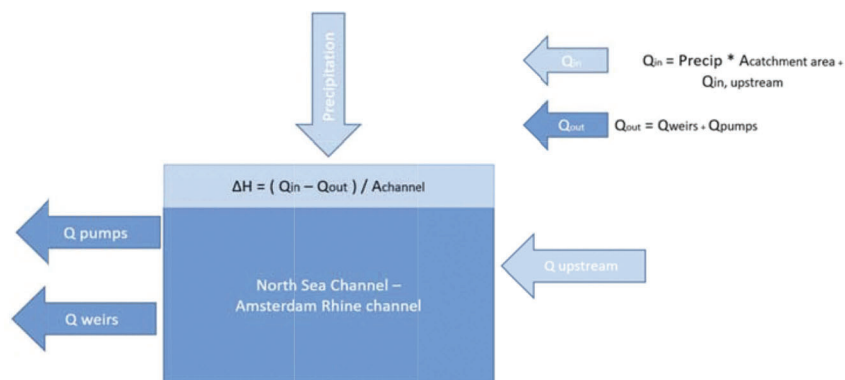 Precipitation
Qin
Qin = Precip * Acatchment area +
Qin, upstream
Qout
Qout = Qweirs + Qpumps
ΔH = ( Qin – Qout ) / Achannel
Q pumps
Q upstream
North Sea Channel –
Amsterdam Rhine channel
Q weirs